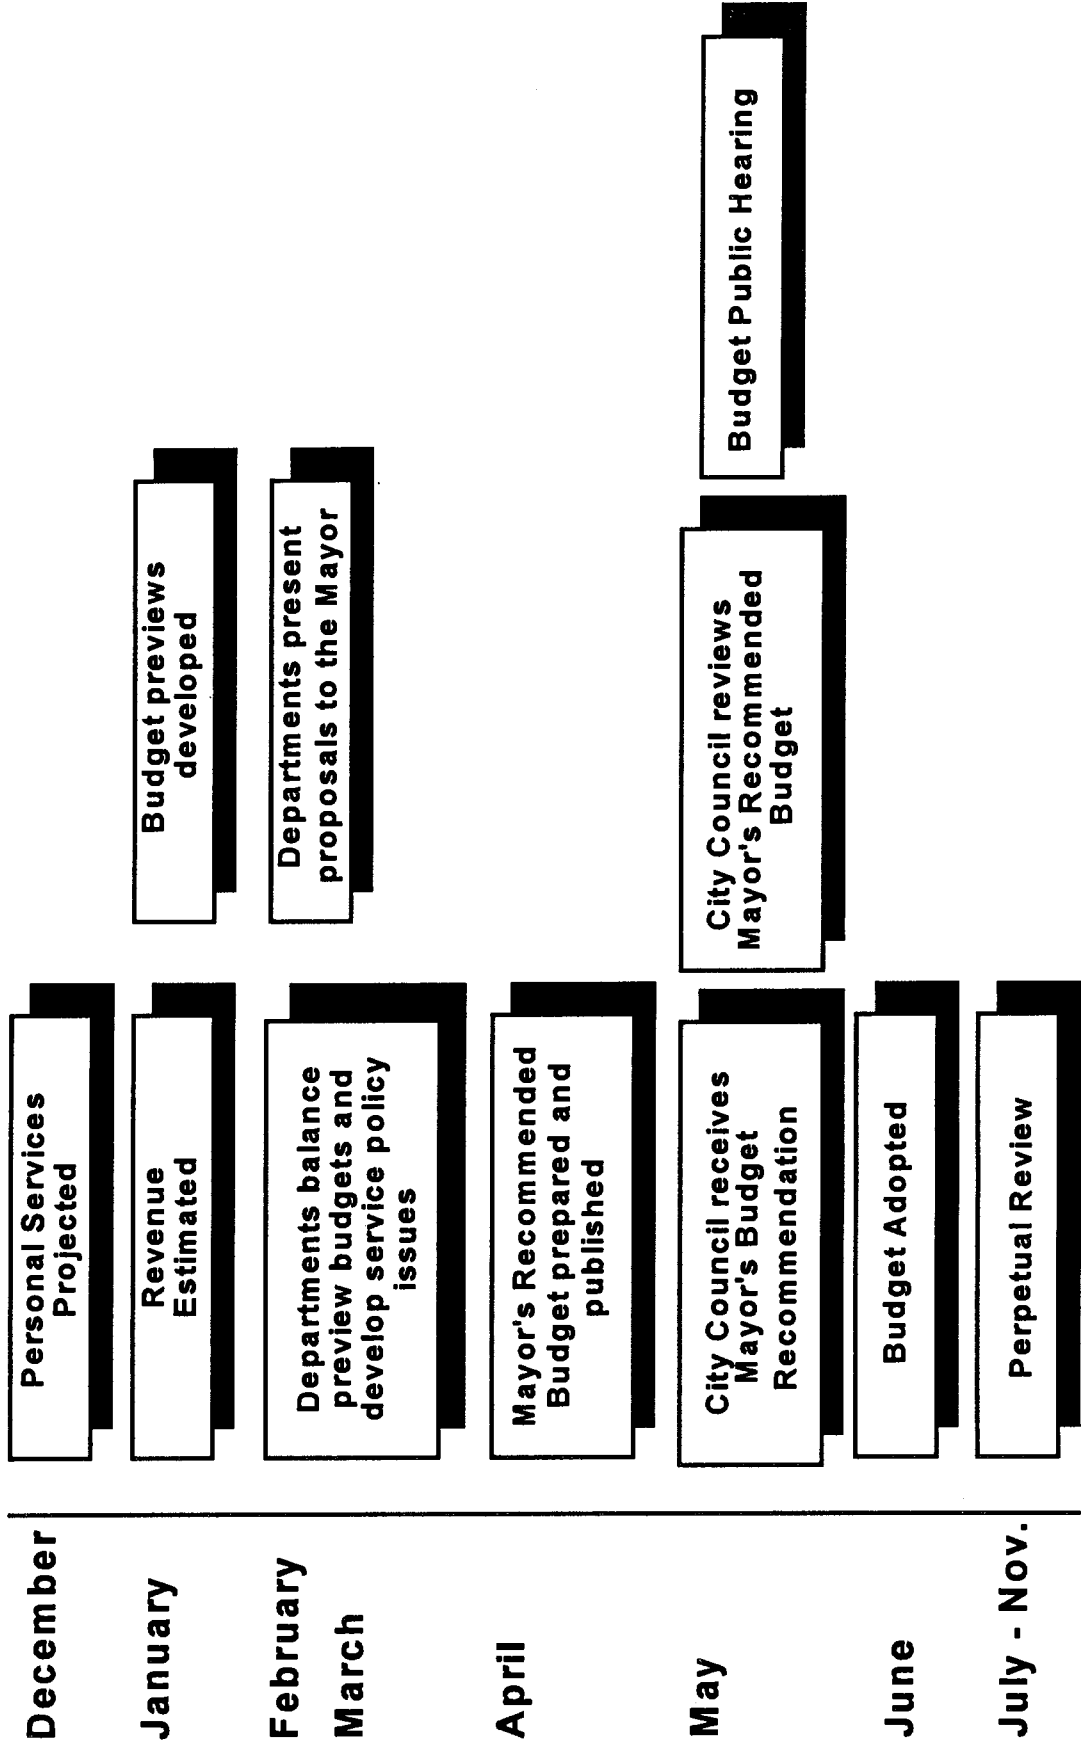 December
Personal Services
Projected
January
Revenue
Estimated
Budget previews
developed
February
March
Departments balance
preview budgets and
develop service policy
issues
Departments present
proposals to the Mayor
April
Mayor's Recommended
Budget prepared and
published
May
City Council receives
Mayor's Budget
Recommendation
City Council reviews
Mayor's Recommended
Budget
Budget Public Hearing
June
Budget Adopted
July - Nov.
Perpetual Review